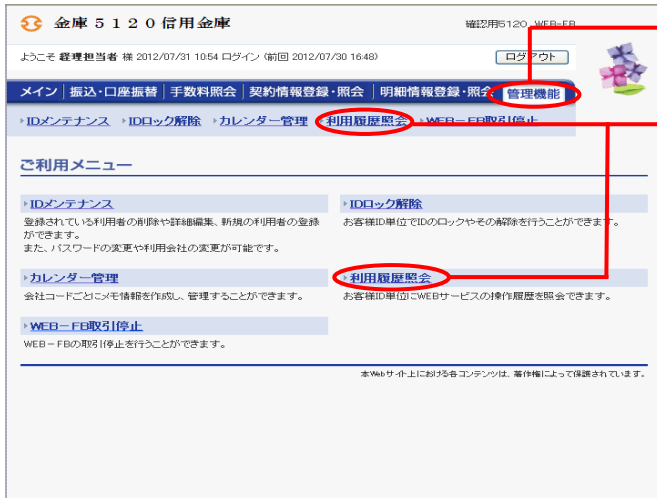 金庫５１２０信用金庫
確認用5120 WEB-FB
ようこそ 経理担当者 様 2012/07/31 10:54 ログイン (前回 2012/07/30 16:48)
ログアウト
メイン 振込・口座振替 手数料照会 契約情報登録・照会 明細情報登録・照会 管理機能
IDメンテナンス IDロック解除 カレンダー管理 利用履歴照会 WEB－FB取引停止
ご利用メニュー
IDメンテナンス
登録されている利用者の削除や詳細編集、新規の利用者の登録
ができます。
また、パスワードの変更や利用会社の変更が可能です。
IDロック解除
お客様ID単位でIDのロックやその解除を行うことができます。
カレンダー管理
会社コードごとにメモ情報を作成し、管理することができます。
利用履歴照会
お客様ID単位にWEBサービスの操作履歴を照会できます。
WEB－FB取引停止
WEB－FBの取引停止を行うことができます。
本Webサイト上における各コンテンツは、著作権によって保護されています。